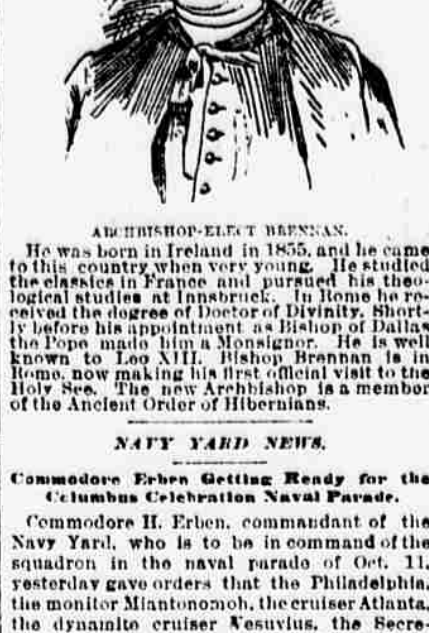 ARCHBISHOP-ELECT BRENNAN.
He was born in Ireland in 1855, and he came
to this country when very young. He studied
the classics in France and pursued his theo-
logical studies at Innsbruck. In Rome he re-
ceived the degree of Doctor of Divinity. Short-
ly before his appointment as Bishop of Dallas
the Pope made him a Monsignor. He is well
known to Leo XIII. Bishop Brennan is in
Rome, now making his first official visit to the
Holy See. The new Archbishop is a member
of the Ancient Order of Hibernians.
NAVY YARD NEWS.
Commodore Erben Getting Ready for the
Columbus Celebration Naval Parade.
Commodore H. Erben, commandant of the
Navy Yard, who is to be in command of the
squadron in the naval parade of Oct. 11,
yesterday gave orders that the Philadelphia,
the monitor Miantonomoh, the cruiser Atlanta,
the dynamite cruiser Vesuvius, the Secre-